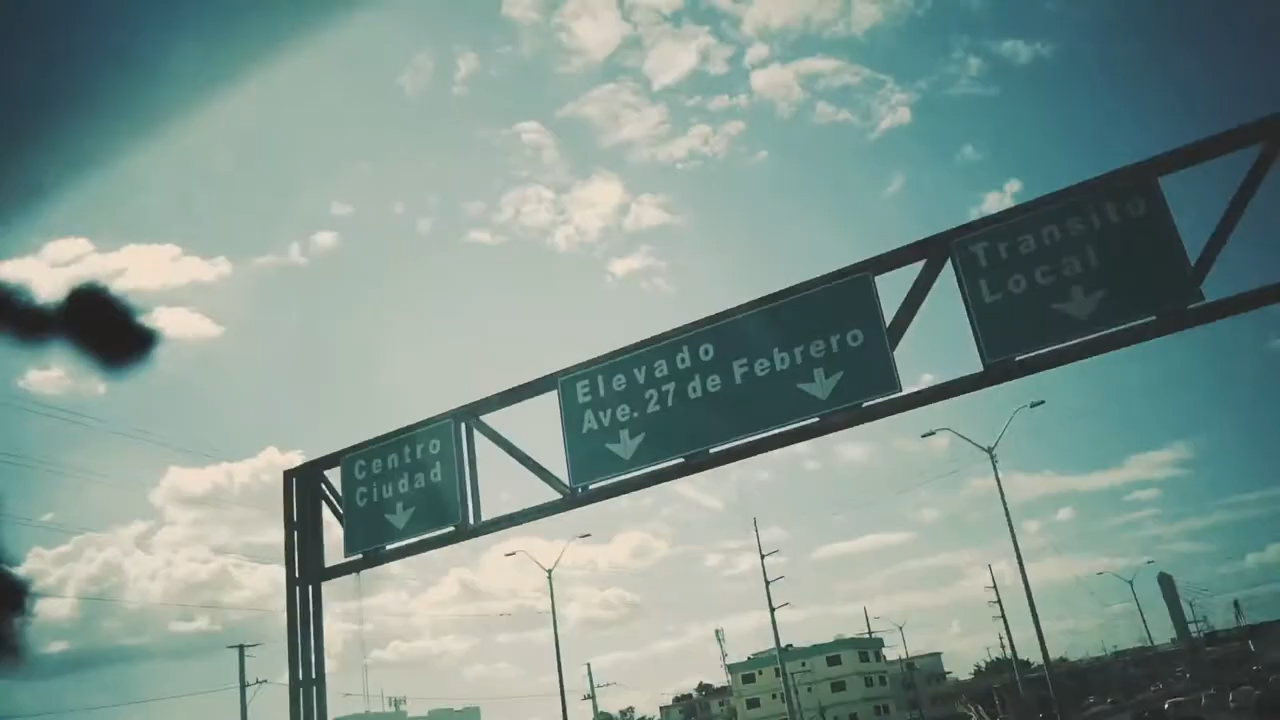 Centro
Ciudad
Elevado
Ave. 27 de Febrero
Transito
Local